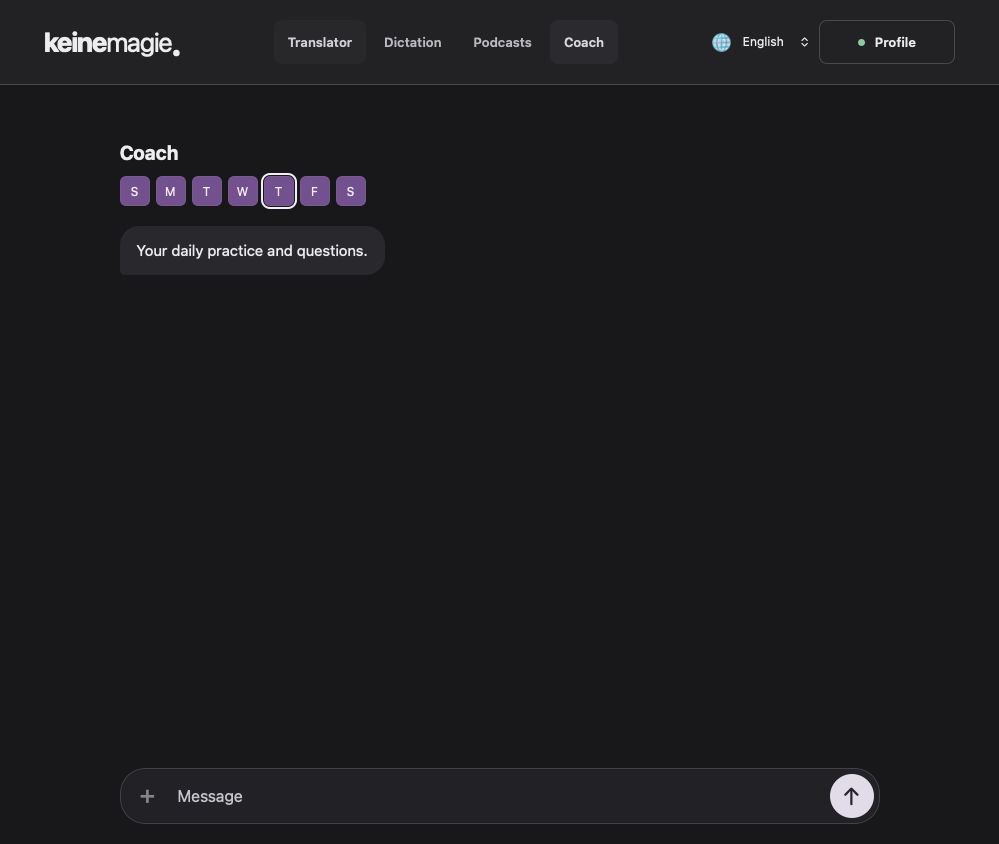 keinemagie.
Translator Dictation Podcasts Coach
English
Profile
Coach
S M T W T F S
Your daily practice and questions.
Message